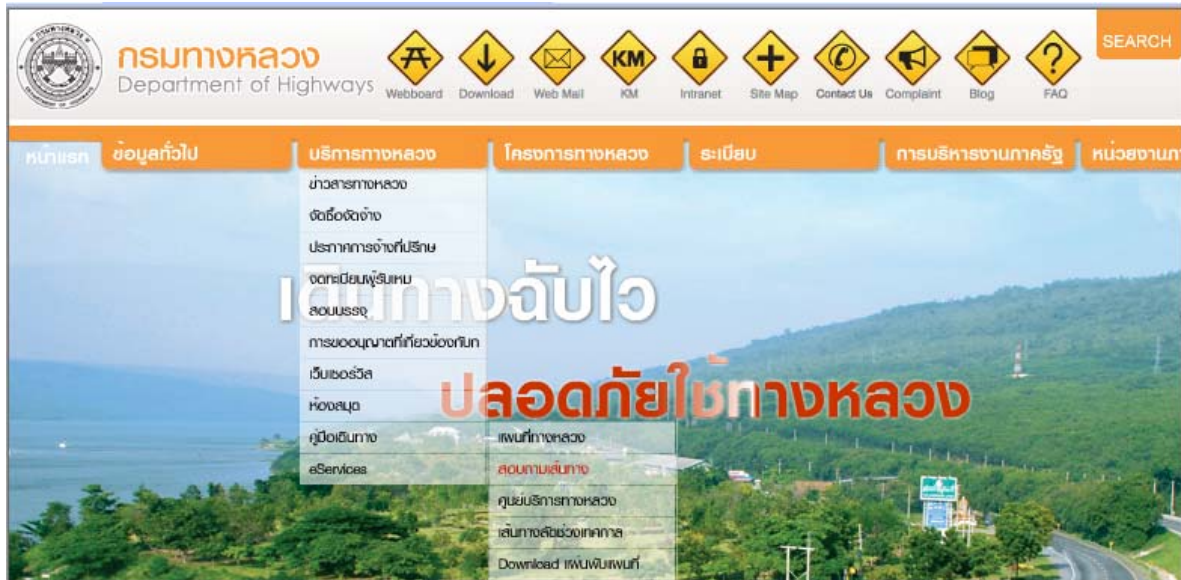 กรมทางหลวง
Department of Highways
Webboard Download Web Mail KM Intranet Site Map Contact Us Complaint Blog FAQ
KM
SEARCH
หน้าแรก ข้อมูลทั่วไป บริการทางหลวง โครงการทางหลวง ระเบียบ การบริหารงานภาครัฐ หน่วยงานภา
ข่าวสารทางหลวง
จัดซื้อจัดจ้าง
ประกาศการจ้างที่ปรึกษ
จดทะเบียนผู้รับเหม
สอบบรรจุ
การขออนุญาตที่เกี่ยวข้องกับท
เว็บเซอร์วิส
ห้องสมุด
คู่มือเดินทาง
eServices
เดินทางฉับไว
ปลอดภัยใช้ทางหลวง
แผนที่ทางหลวง
สอบถามเส้นทาง
ศูนย์บริการทางหลวง
เส้นทางลัดช่วงเทศกาล
Download แผ่นพับแผนที่